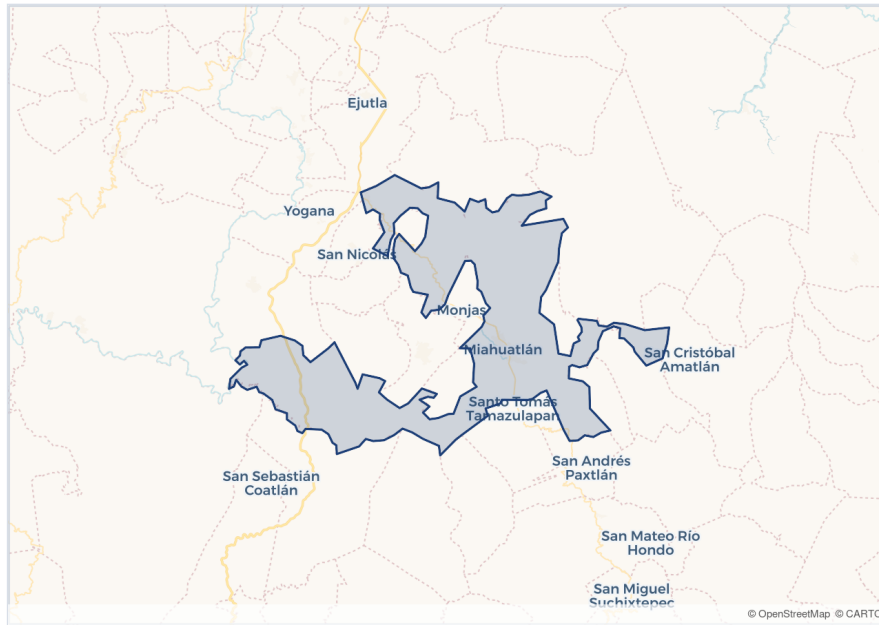 Ejutla
Yogana
San Nicolás
Monjas
Miahuatlán
San Cristóbal
Amatlán
Santo Tomás
Tamazulapan
San Andrés
Paxtlán
San Sebastián
Coatlán
San Mateo Río
Hondo
San Miguel
Suchixtepec
© OpenStreetMap © CARTO